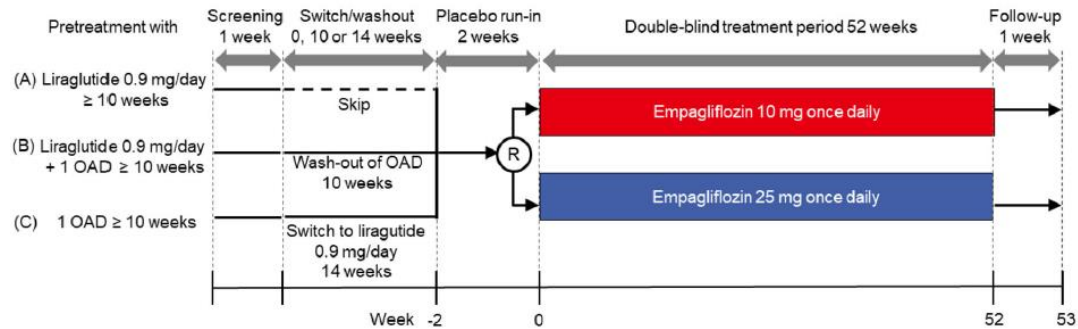 Pretreatment with
Screening
1 week
Switch/washout
0, 10 or 14 weeks
Placebo run-in
2 weeks
Double-blind treatment period 52 weeks
Follow-up
1 week
(A) Liraglutide 0.9 mg/day
≥ 10 weeks
Skip
Empagliflozin 10 mg once daily
(B) Liraglutide 0.9 mg/day
+ 1 OAD ≥ 10 weeks
Wash-out of OAD
10 weeks
R
(C) 1 OAD ≥ 10 weeks
Switch to liragutide
0.9 mg/day
14 weeks
Empagliflozin 25 mg once daily
Week -2 0 52 53